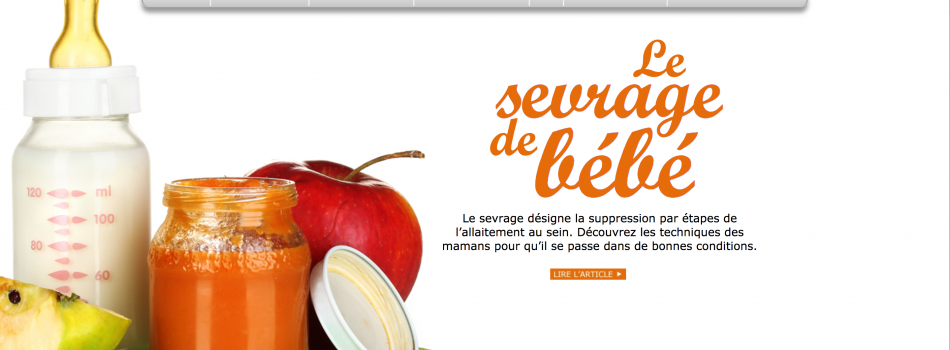 Le
sevrage
de
bébé
Le sevrage désigne la suppression par étapes de
l'allaitement au sein. Découvrez les techniques des
mamans pour qu'il se passe dans de bonnes conditions.
LIRE L'ARTICLE
120 ml
100
80
60